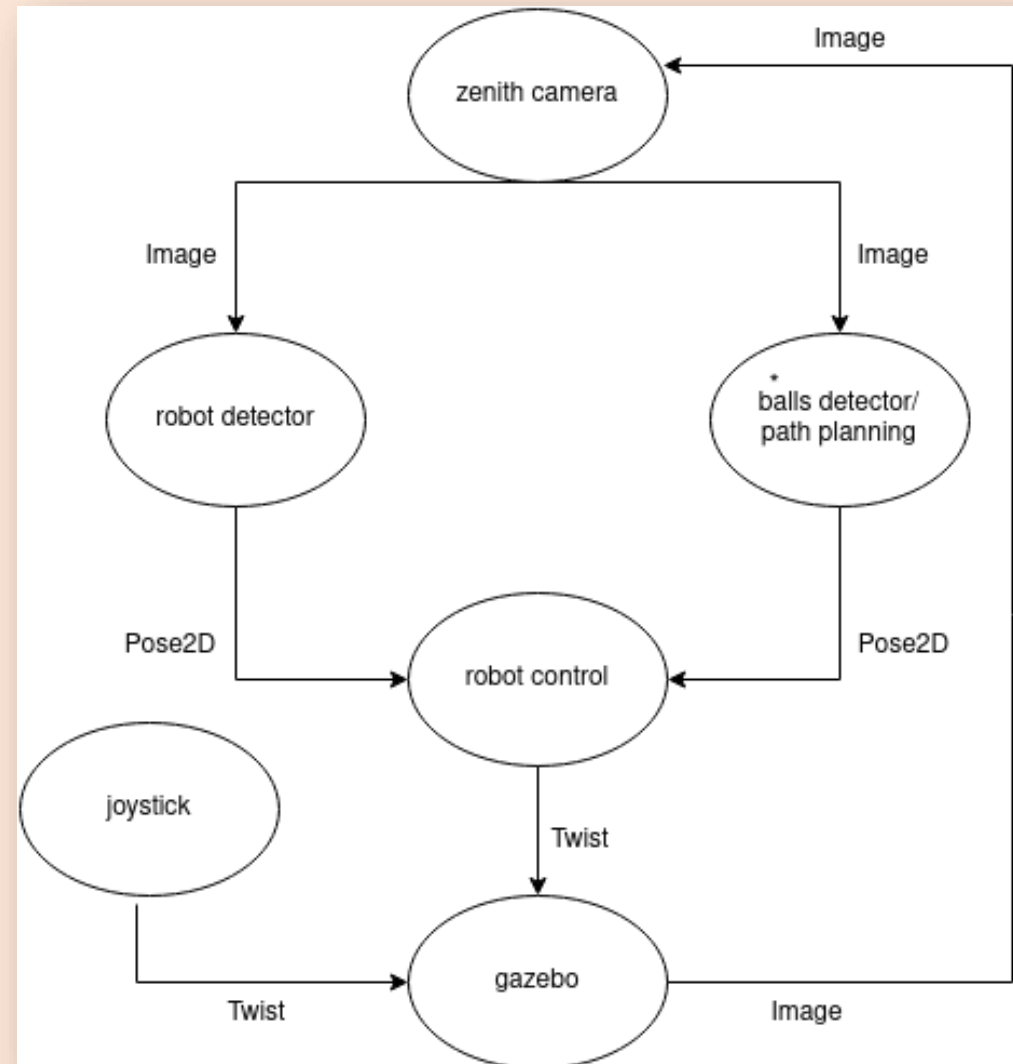 Image
zenith camera
Image
Image
robot detector
*
balls detector/
path planning
Pose2D
Pose2D
robot control
joystick
Twist
gazebo
Twist
Image